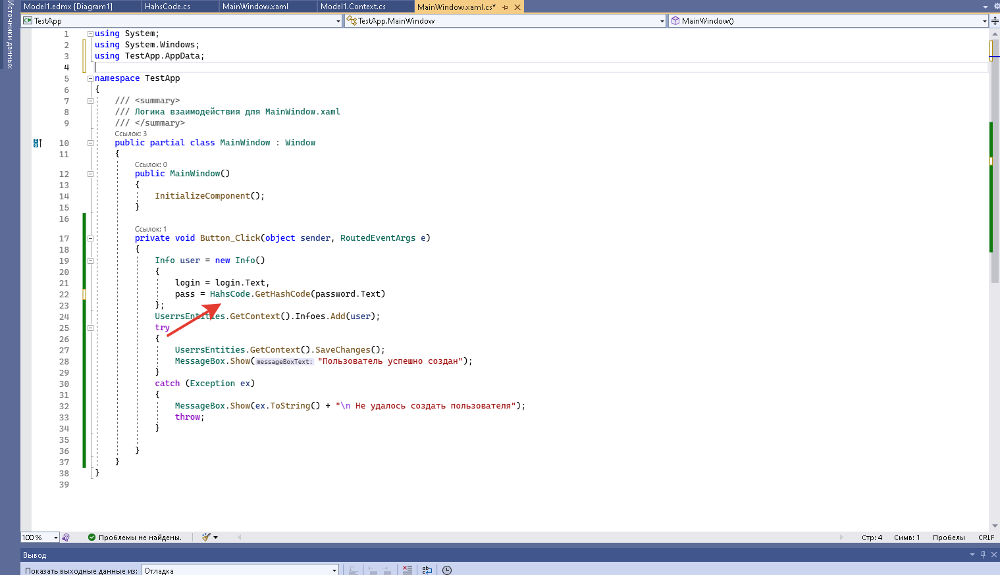 Источники данных
Model1.edmx [Diagram1]
HahsCode.cs
MainWindow.xaml
Model1.Context.cs
MainWindow.xaml.cs*
C# TestApp
TestApp.MainWindow
MainWindow()
1 using System;
2 using System.Windows;
3 using TestApp.AppData;
4
5 namespace TestApp
6 {
7 /// <summary>
8 /// Логика взаимодействия для MainWindow.xaml
9 /// </summary>
Ссылок: 3
10 public partial class MainWindow : Window
11 {
Ссылок: 0
12 public MainWindow()
13 {
14 InitializeComponent();
15 }
16
Ссылок: 1
17 private void Button_Click(object sender, RoutedEventArgs e)
18 {
19 Info user = new Info()
20 {
21 login = login.Text,
22 pass = HahsCode.GetHashCode(password.Text)
23 };
24 UserrsEntities.GetContext().Infoes.Add(user);
25 try
26 {
27 UserrsEntities.GetContext().SaveChanges();
28 MessageBox.Show(messageBoxText: "Пользователь успешно создан");
29 }
30 catch (Exception ex)
31 {
32 MessageBox.Show(ex.ToString() + "\n Не удалось создать пользователя");
33 throw;
34 }
35
36 }
37 }
38 }
39
100 %
Проблемы не найдены.
Стр: 4
Симв: 1
Пробелы
CRLF
Вывод
Показать выходные данные из: Отладка